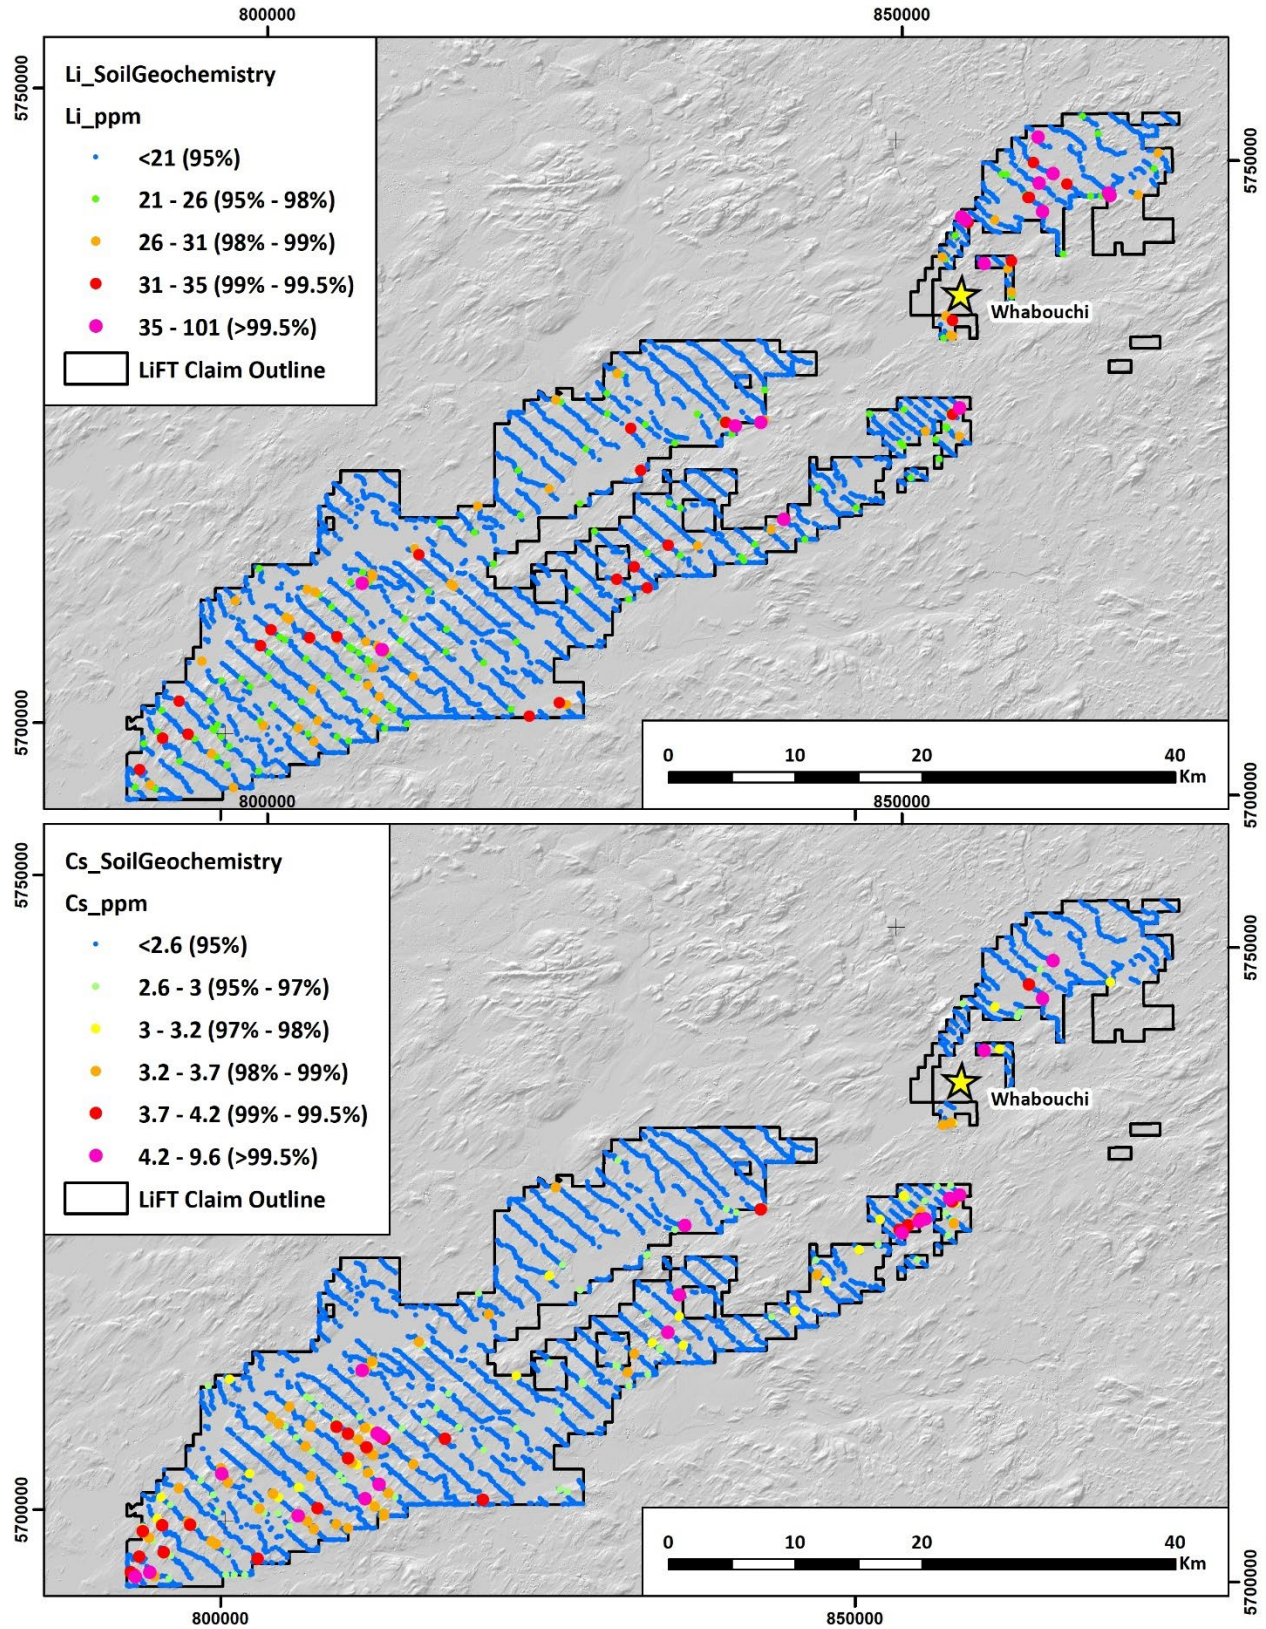 800000
850000
5750000
5750000
Li_SoilGeochemistry
Li_ppm
<21 (95%)
21 - 26 (95% - 98%)
26 - 31 (98% - 99%)
31 - 35 (99% - 99.5%)
35 - 101 (>99.5%)
LiFT Claim Outline
Whabouchi
5700000
5700000
0 10 20 40
Km
800000
850000
5750000
5750000
Cs_SoilGeochemistry
Cs_ppm
<2.6 (95%)
2.6 - 3 (95% - 97%)
3 - 3.2 (97% - 98%)
3.2 - 3.7 (98% - 99%)
3.7 - 4.2 (99% - 99.5%)
4.2 - 9.6 (>99.5%)
LiFT Claim Outline
Whabouchi
5700000
5700000
0 10 20 40
Km
800000
850000